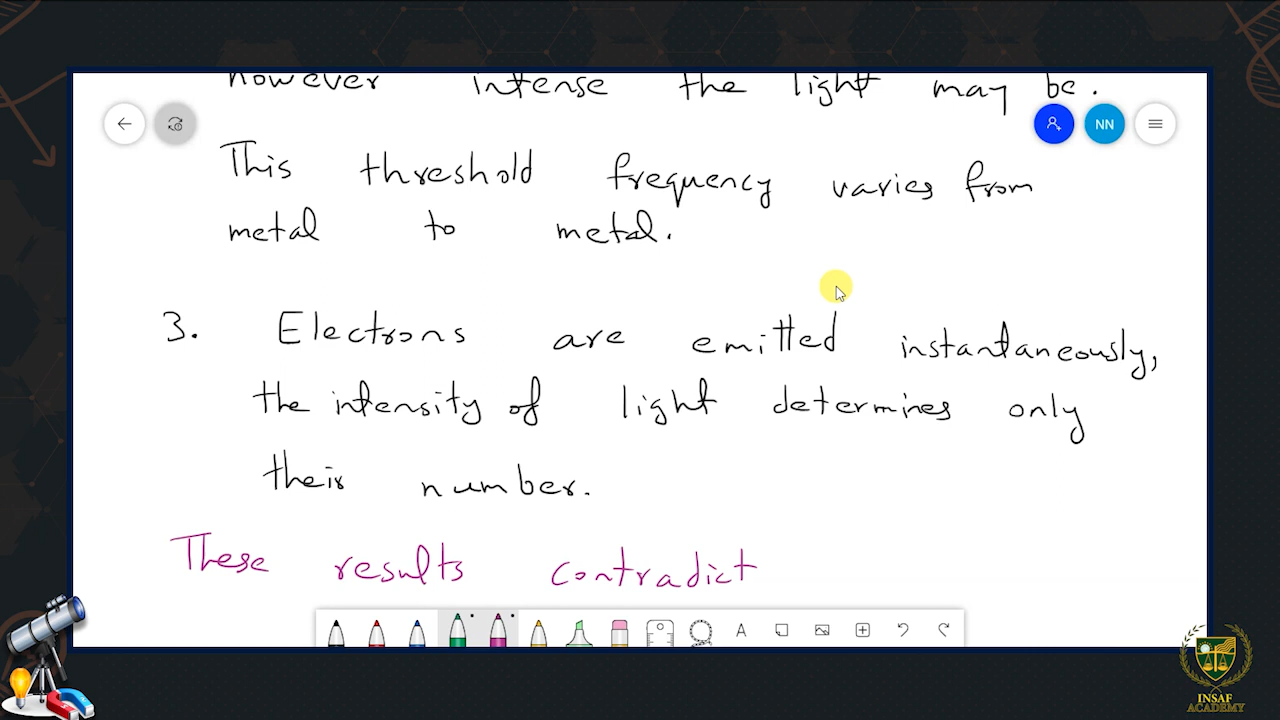 however intense the light may be.
NN
This threshold frequency varies from
metal to metal.
3. Electrons are emitted instantaneously,
the intensity of light determines only
their number.
These results contradict
A
INSAF
ACADEMY